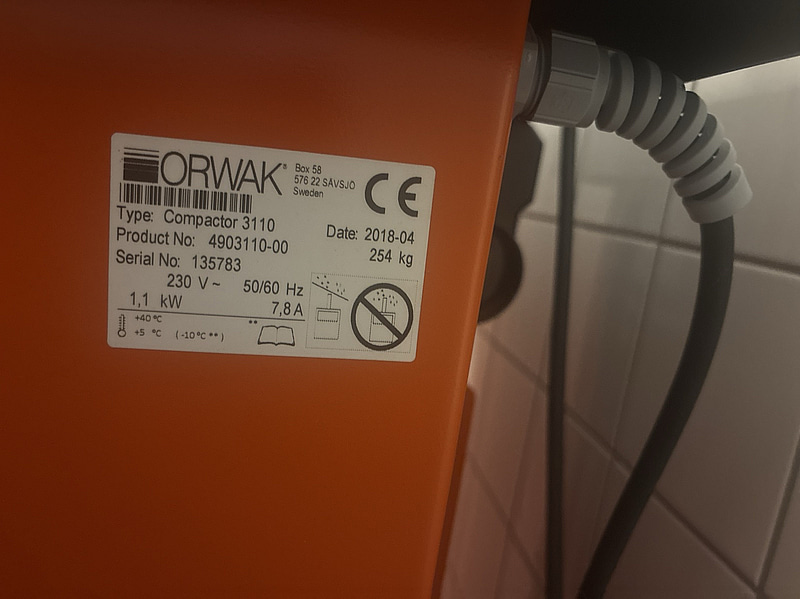 ORWAK®
Box 58
576 22 SÄVSJÖ
Sweden
CE
Type: Compactor 3110
Product No: 4903110-00
Date: 2018-04
Serial No: 135783
254 kg
230 V ~ 50/60 Hz
1,1 kW 7,8 A
+40 °C
+5 °C (-10 °C **)
**